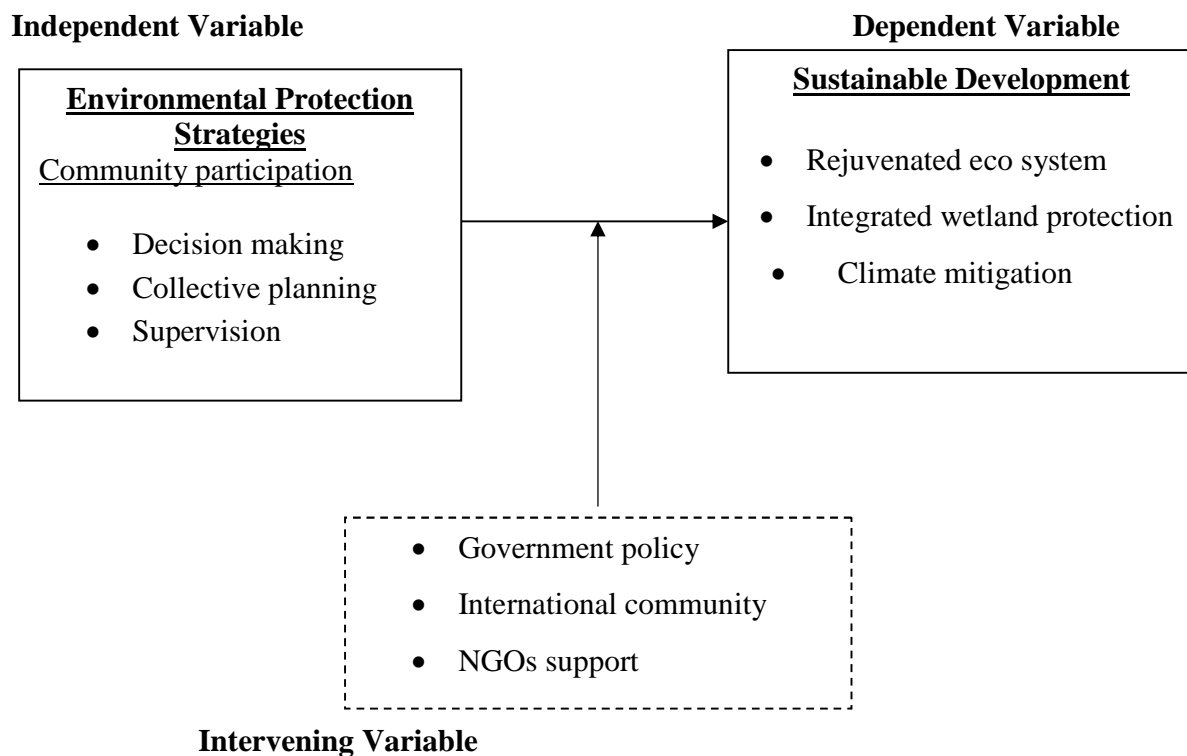 Independent Variable
Dependent Variable
Environmental Protection
Strategies
Community participation
• Decision making
• Collective planning
• Supervision
Sustainable Development
• Rejuvenated eco system
• Integrated wetland protection
• Climate mitigation
• Government policy
• International community
• NGOs support
Intervening Variable